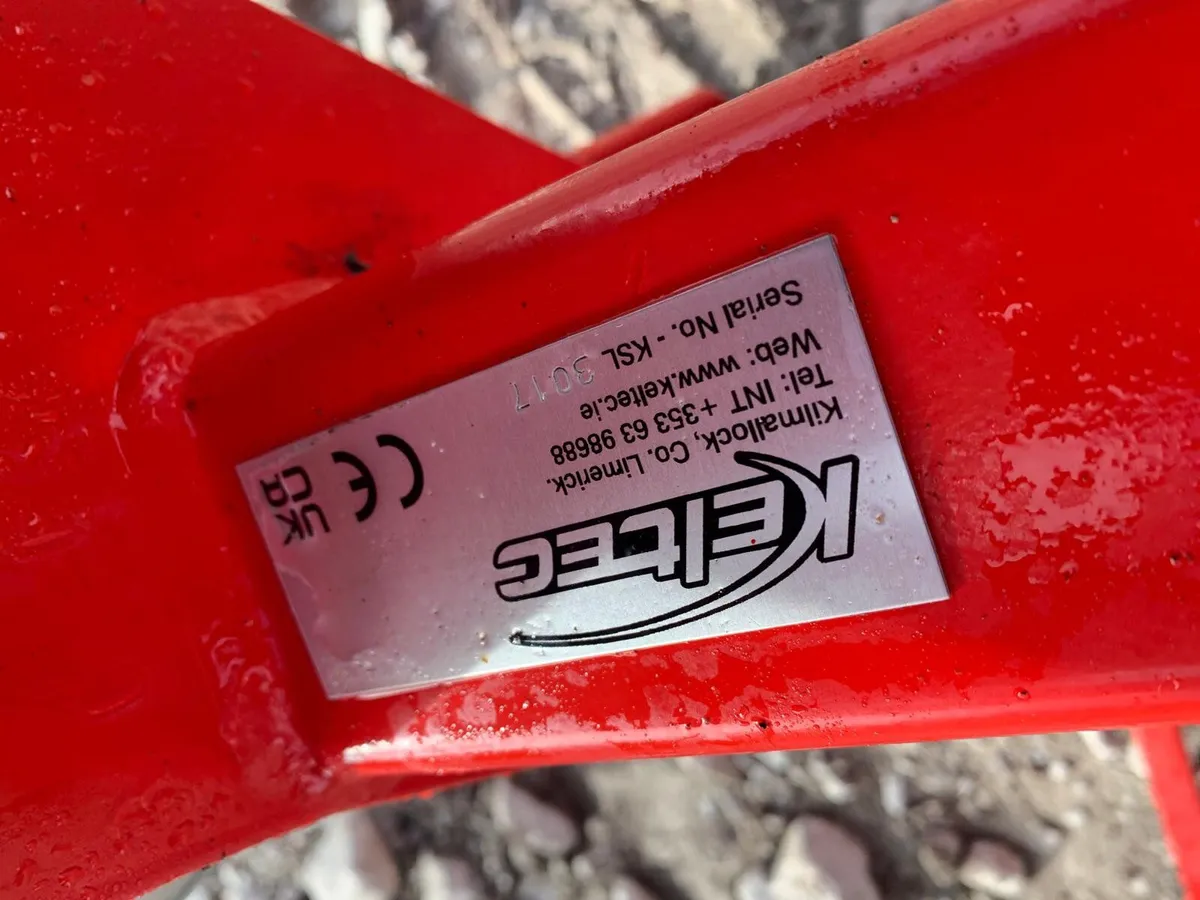 KELTEC
Kilmallock, Co. Limerick.
Tel: INT +353 63 98688
Web: www.keltec.ie
Serial No. - KSL 3017
CE
UK
CA